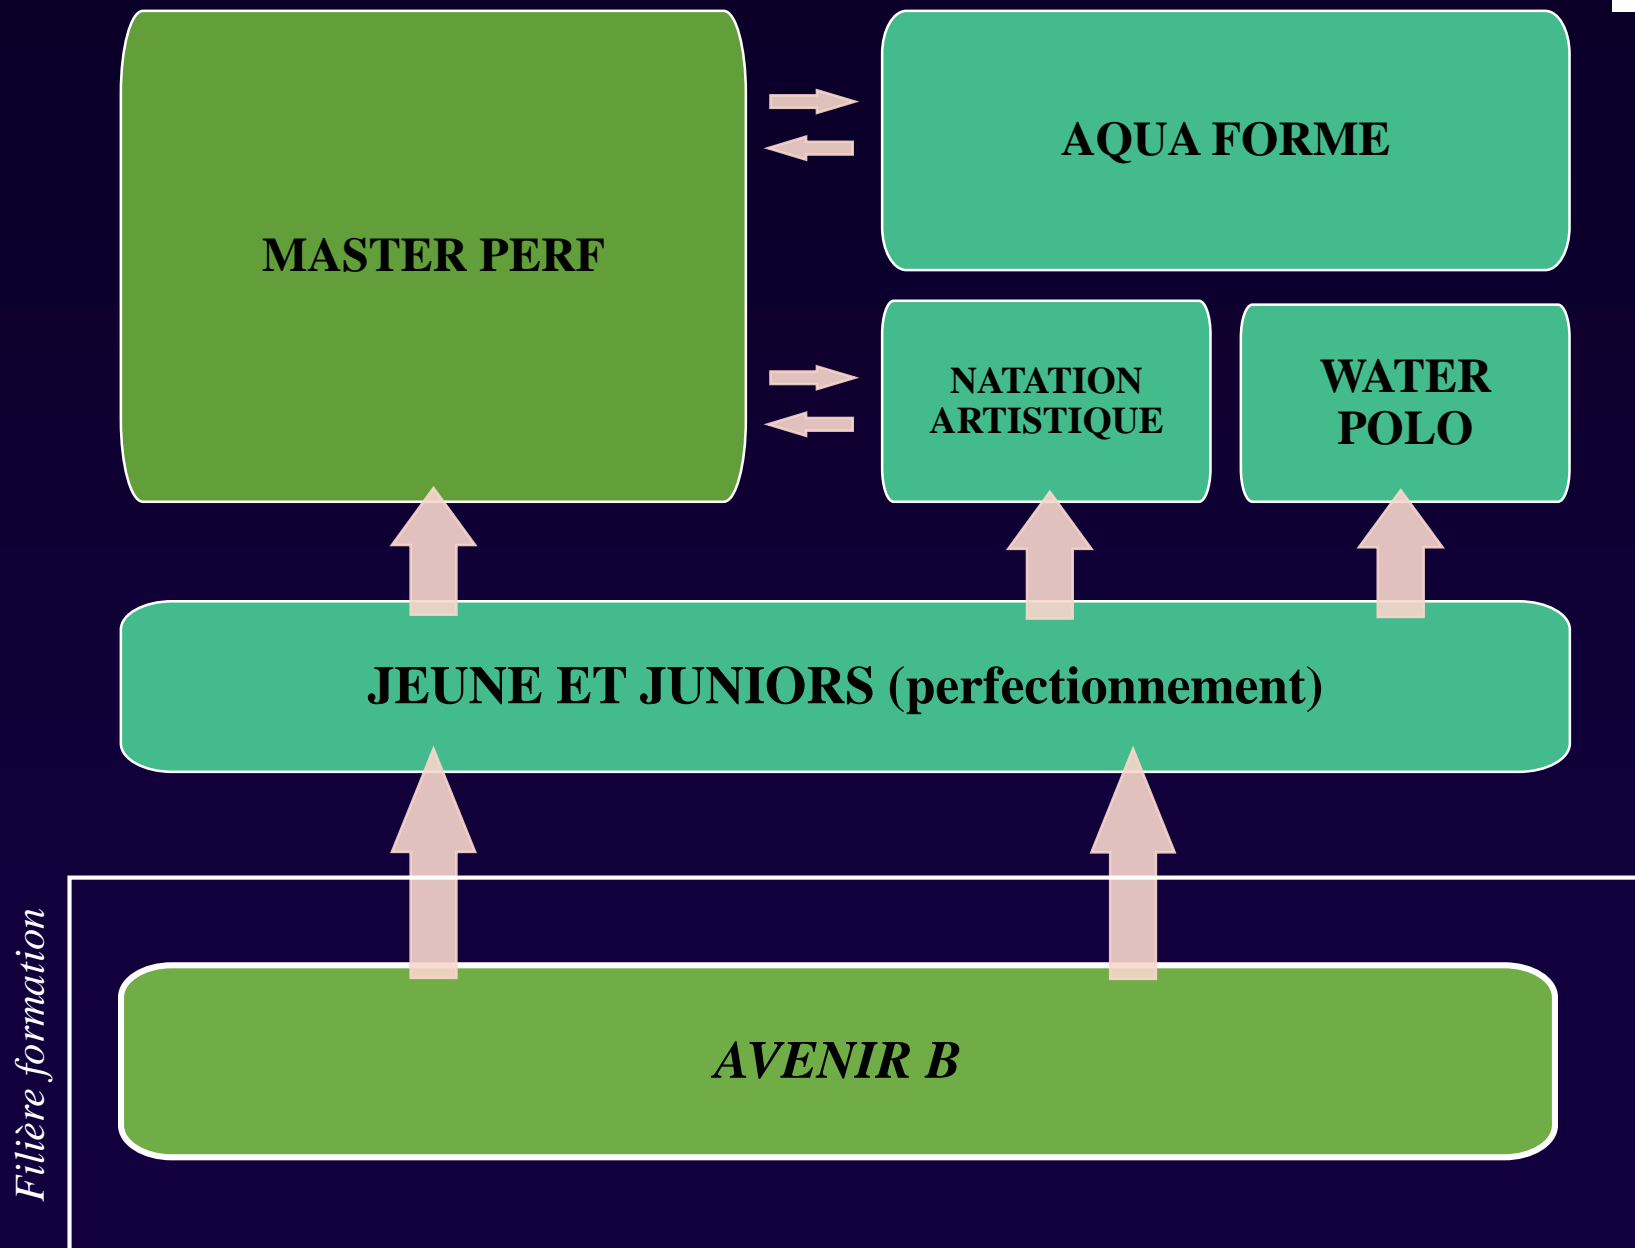 AQUA FORME
MASTER PERF
NATATION
ARTISTIQUE
WATER
POLO
JEUNE ET JUNIORS (perfectionnement)
Filière formation
AVENIR B